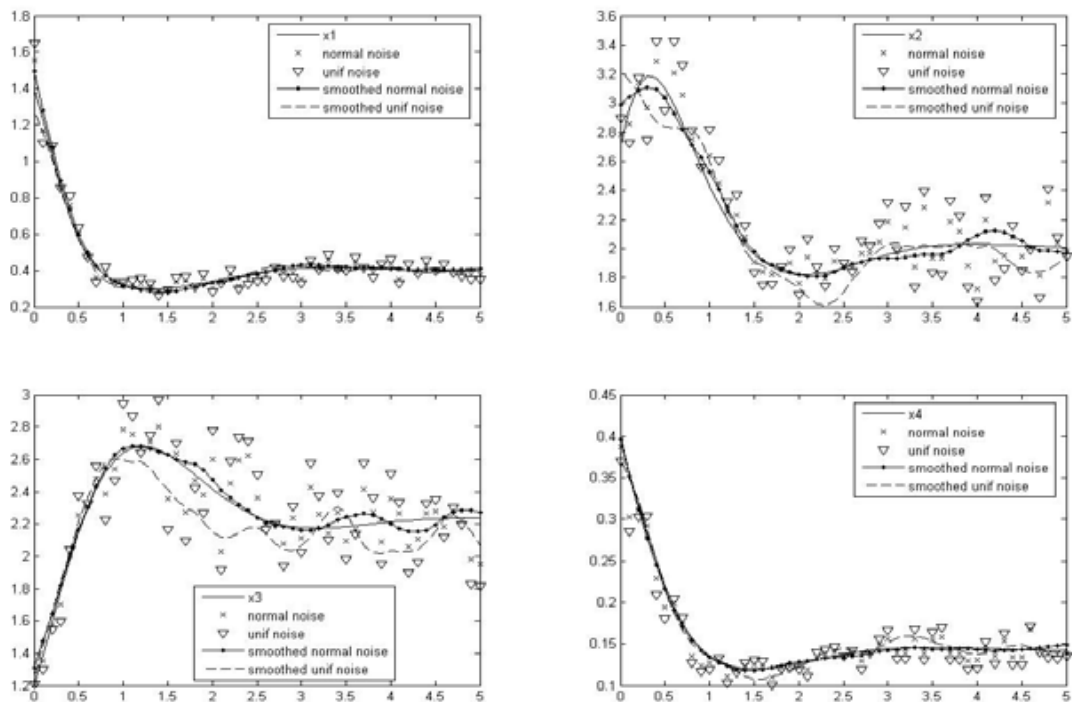 1.8
1.6
1.4
1.2
1
0.8
0.6
0.4
0.2
0 0.5 1 1.5 2 2.5 3 3.5 4 4.5 5
x1
normal noise
unif noise
smoothed normal noise
smoothed unif noise
3.6
3.4
3.2
3
2.8
2.6
2.4
2.2
2
1.8
1.6
0 0.5 1 1.5 2 2.5 3 3.5 4 4.5 5
x2
normal noise
unif noise
smoothed normal noise
smoothed unif noise
3
2.8
2.6
2.4
2.2
2
1.8
1.6
1.4
1.2
0 0.5 1 1.5 2 2.5 3 3.5 4 4.5 5
x3
normal noise
unif noise
smoothed normal noise
smoothed unif noise
0.45
0.4
0.35
0.3
0.25
0.2
0.15
0.1
0 0.5 1 1.5 2 2.5 3 3.5 4 4.5 5
x4
normal noise
unif noise
smoothed normal noise
smoothed unif noise